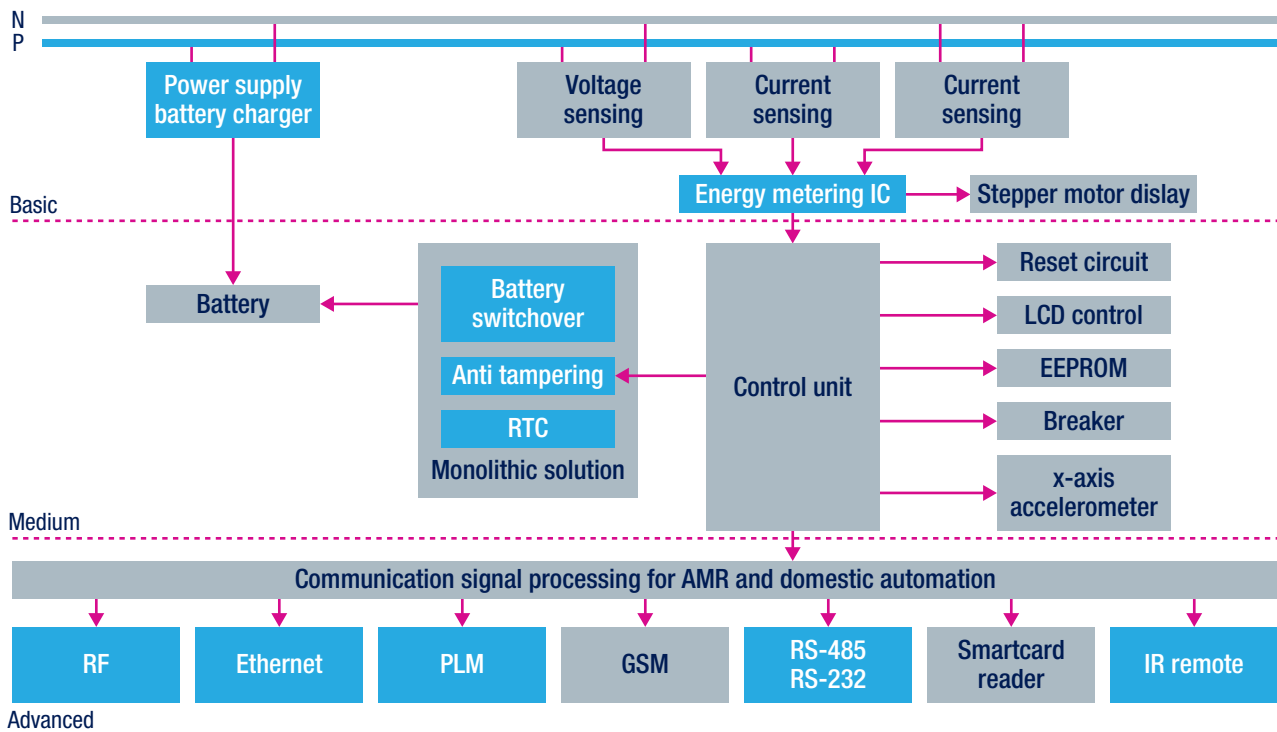 N
P
Power supply
battery charger
Voltage
sensing
Current
sensing
Current
sensing
Energy metering IC
Stepper motor dislay
Basic
Battery
Battery
switchover
Anti tampering
RTC
Monolithic solution
Control unit
Reset circuit
LCD control
EEPROM
Breaker
x-axis
accelerometer
Medium
Communication signal processing for AMR and domestic automation
RF
Ethernet
PLM
GSM
RS-485
RS-232
Smartcard
reader
IR remote
Advanced